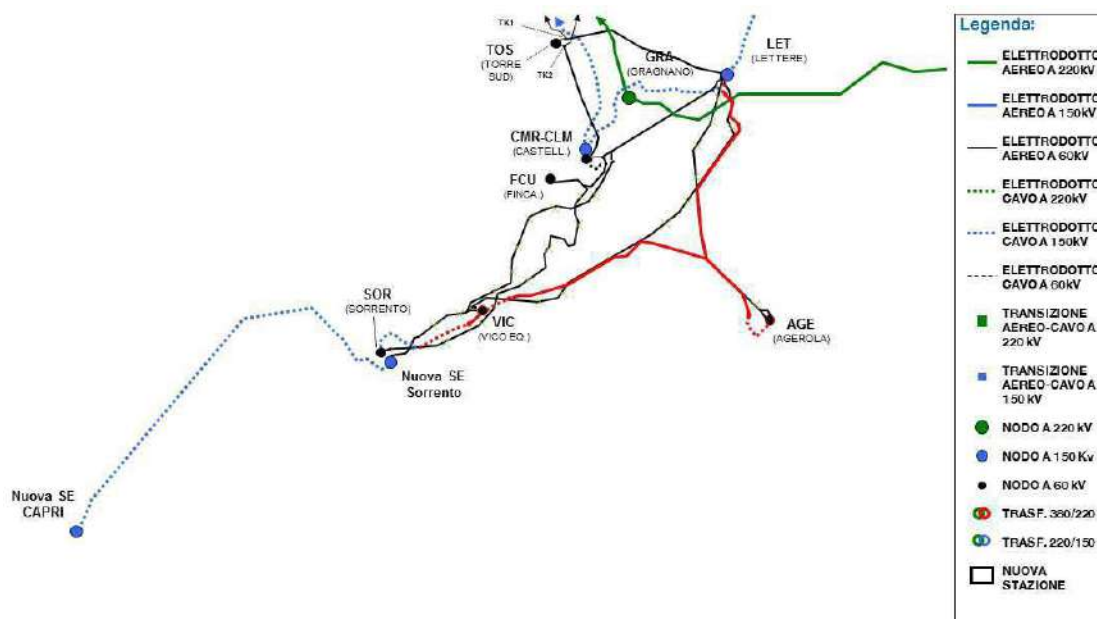 TK1
TOS
(TORRE
SUD)
TK2
GRA
(GRAGNANO)
LET
(LETTERE)
CMR-CLM
(CASTELL.)
FCU
(FINCA.)
SOR
(SORRENTO)
VIC
(VICO EQ.)
AGE
(AGEROLA)
Nuova SE
Sorrento
Nuova SE
CAPRI
Legenda:
ELETTRODOTTO
AEREO A 220kV
ELETTRODOTTO
AEREO A 150kV
ELETTRODOTTO
AEREO A 60kV
ELETTRODOTTO
CAVO A 220kV
ELETTRODOTTO
CAVO A 150kV
ELETTRODOTTO
CAVO A 60kV
TRANSIZIONE
AEREO-CAVO A
220 kV
TRANSIZIONE
AEREO-CAVO A
150 kV
NODO A 220 kV
NODO A 150 Kv
NODO A 60 kV
TRASF. 380/220
TRASF. 220/150
NUOVA
STAZIONE